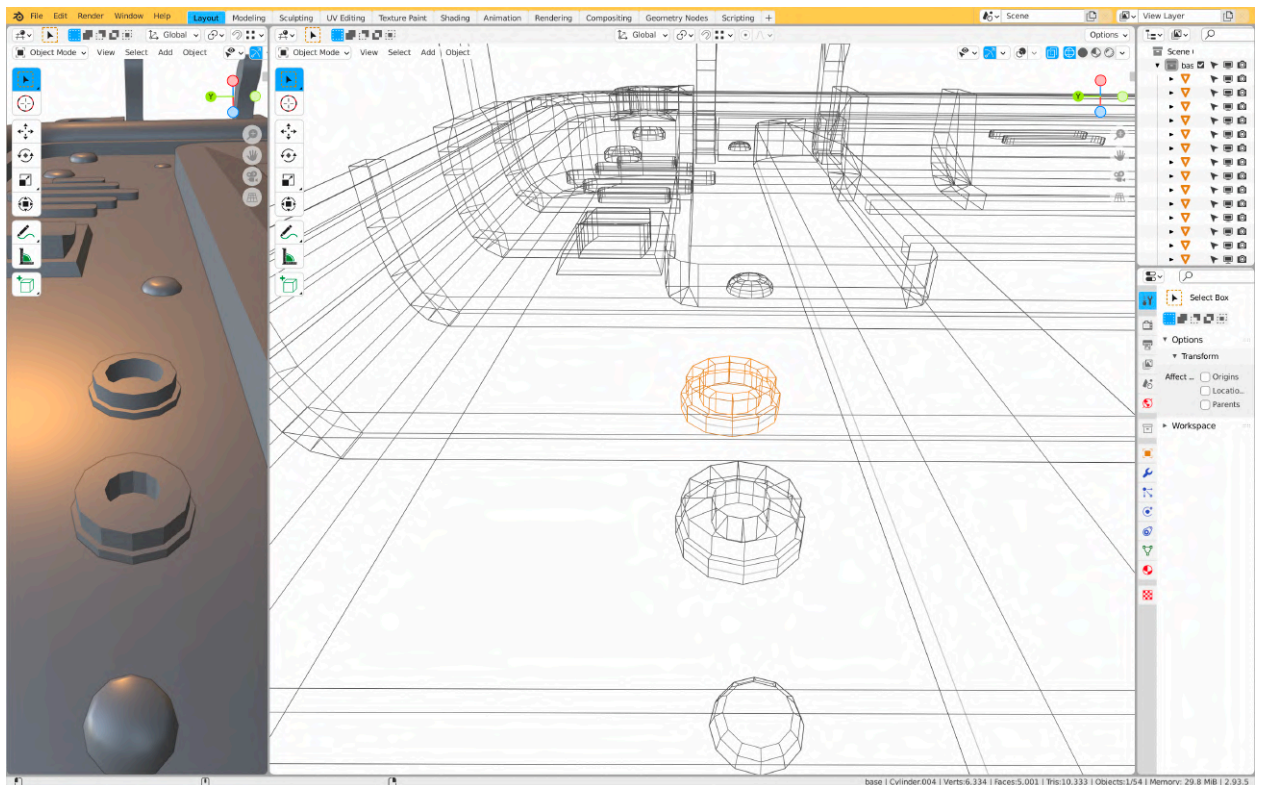 File Edit Render Window Help Layout Modeling Sculpting UV Editing Texture Paint Shading Animation Rendering Compositing Geometry Nodes Scripting + Scene View Layer
Global Global Options
Object Mode View Select Add Object Object Mode View Select Add Object
Scene
bas
Y
Y
Select Box
Options
Transform
Affect ... Origins
Locatio..
Parents
Workspace
base | Cylinder.004 | Verts:6.334 | Faces:5.001 | Tris:10.333 | Objects:1/54 | Memory: 29.8 MiB | 2.93.5